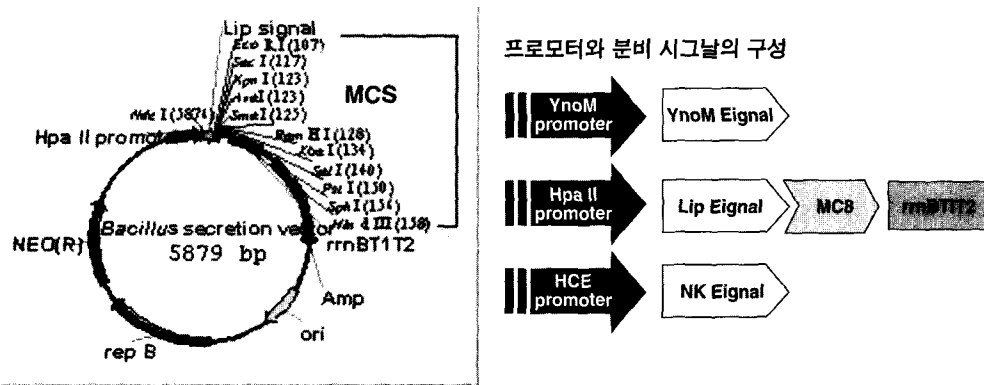 Lip signal
Eco R I (107)
Sac I (117)
Kpn I (123)
Ava I (123)
Sma I (125)
MCS
Nde I (5874)
Hpa II promoter
Bam H I (128)
Xba I (134)
Sal I (140)
Pst I (150)
Sph I (156)
Hin d III (158)
NEO(R)
Bacillus secretion vector
rrnBT1T2
5879 bp
Amp
ori
rep B
프로모터와 분비 시그날의 구성
YnoM
promoter
YnoM Eignal
Hpa II
promoter
Lip Eignal
MC8
rrnBT1T2
HCE
promoter
NK Eignal